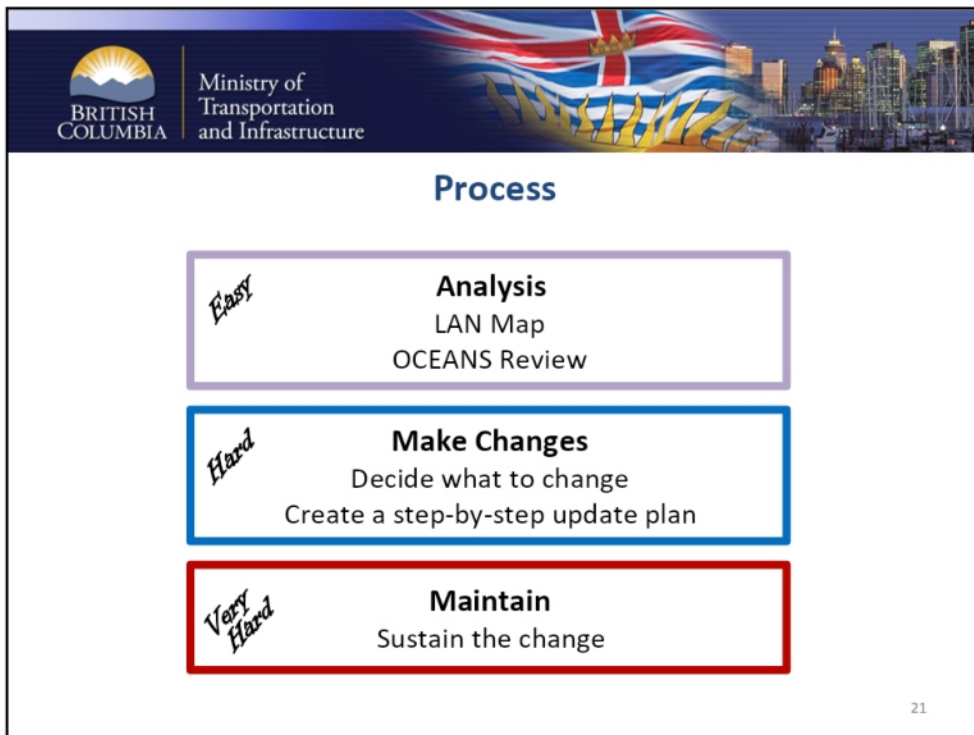 BRITISH
COLUMBIA
Ministry of
Transportation
and Infrastructure
Process
Easy
Analysis
LAN Map
OCEANS Review
Hard
Make Changes
Decide what to change
Create a step-by-step update plan
Very
Hard
Maintain
Sustain the change
21